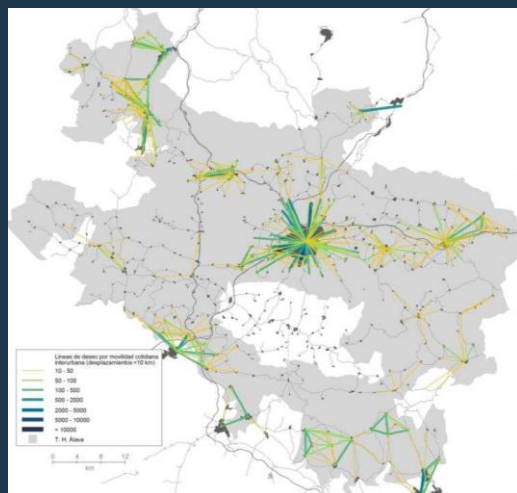 Líneas de deseo por movilidad cotidiana
interurbana (desplazamientos <10 km)
10 - 50
50 - 100
100 - 500
500 - 2000
2000 - 5000
5000 - 10000
> 10000
T. H. Álava
0 4 8 12
km